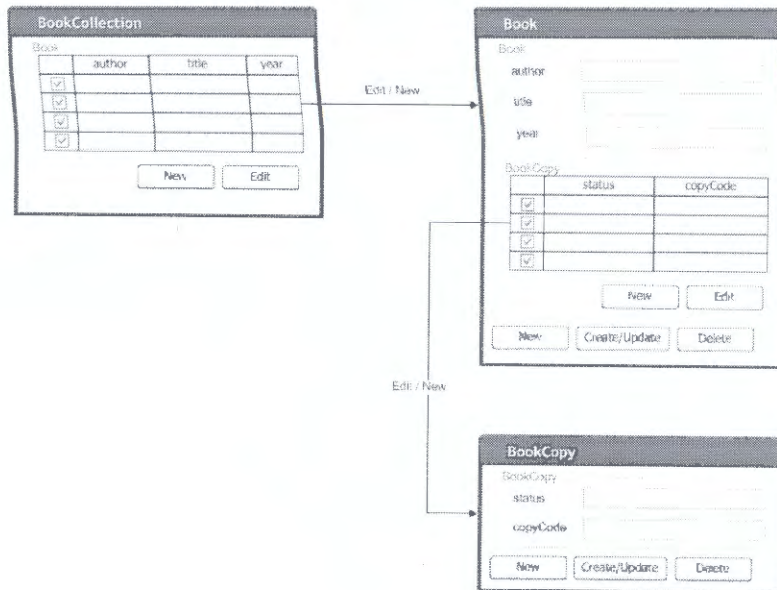 BookCollection
Book
author title year
New Edit
Edit / New
Book
Book
author
title
year
BookCopy
status copyCode
New Edit
New Create/Update Delete
Edit / New
BookCopy
BookCopy
status
copyCode
New Create/Update Delete